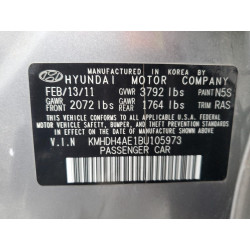 HYUNDAI MOTOR COMPANY
FEB/13/11 GVWR 3792 lbs PAINT N5S
GAWR FRONT 2072 lbs GAWR REAR 1764 lbs TRIM RAS
THIS VEHICLE CONFORMS TO ALL APPLICABLE U.S.A. FEDERAL
MOTOR VEHICLE SAFETY, BUMPER, AND THEFT PREVENTION
STANDARDS IN EFFECT ON THE DATE OF MANUFACTURE SHOWN ABOVE.
V.I.N KMHDH4AE1BU105973
PASSENGER CAR
MADE IN KOREA